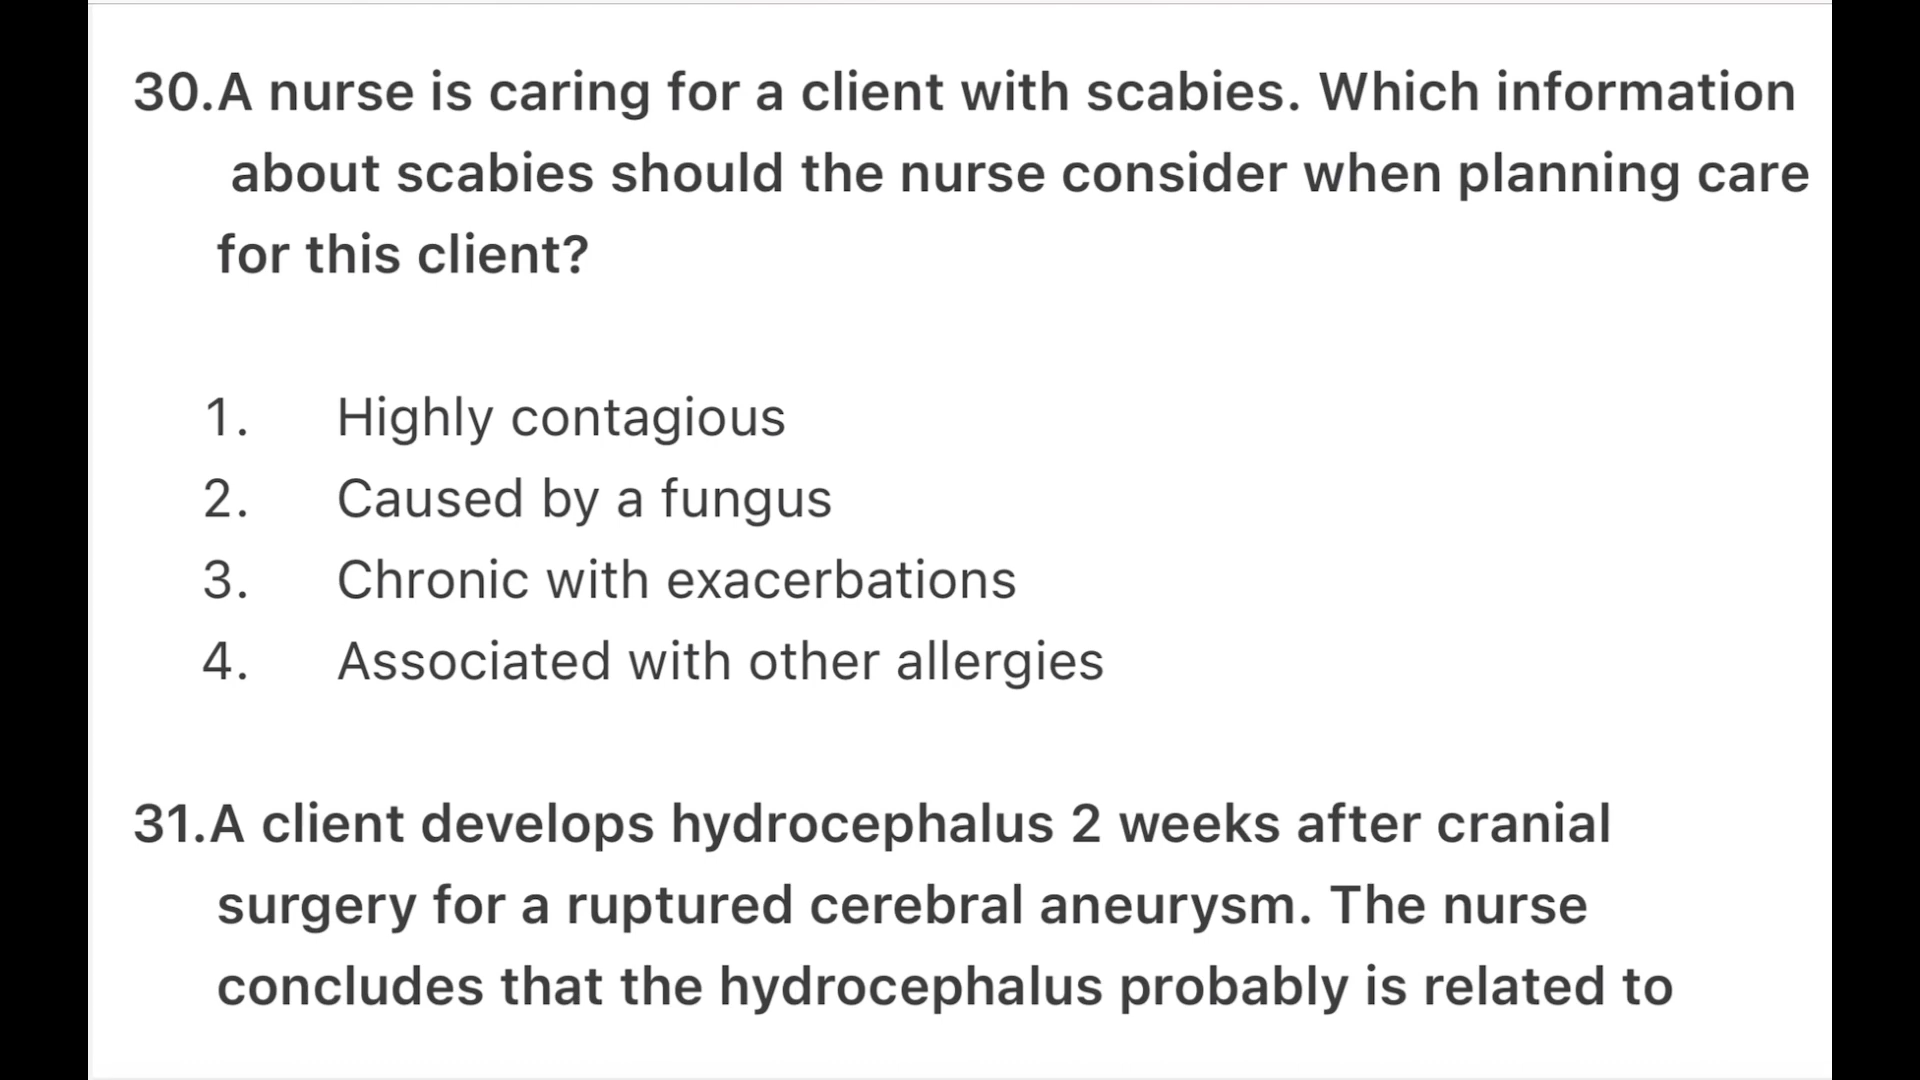 30.A nurse is caring for a client with scabies. Which information
about scabies should the nurse consider when planning care
for this client?
1. Highly contagious
2. Caused by a fungus
3. Chronic with exacerbations
4. Associated with other allergies
31.A client develops hydrocephalus 2 weeks after cranial
surgery for a ruptured cerebral aneurysm. The nurse
concludes that the hydrocephalus probably is related to